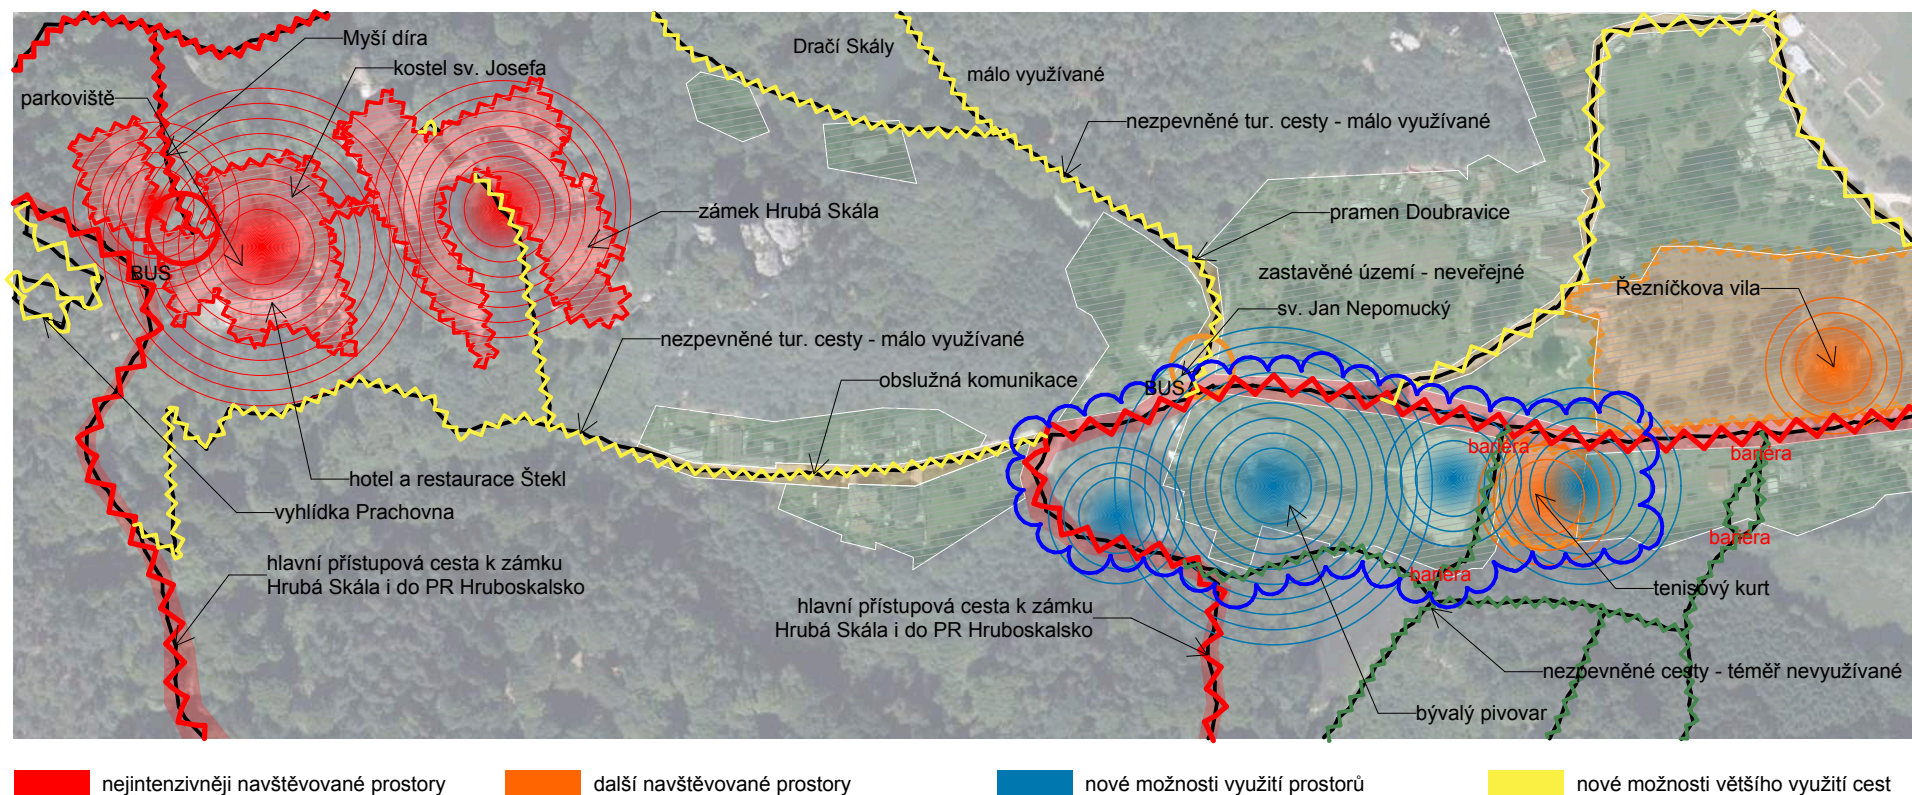 Myší díra
kostel sv. Josefa
parkoviště
Dračí Skály
málo využívané
nezpevněné tur. cesty - málo využívané
zámek Hrubá Skála
pramen Doubravice
BUS
zastavěné území - neveřejné
Řezníčkova vila
sv. Jan Nepomucký
nezpevněné tur. cesty - málo využívané
obslužná komunikace
BUS
bariéra
bariéra
hotel a restaurace Štekl
vyhlídka Prachovna
bariéra
hlavní přístupová cesta k zámku
Hrubá Skála i do PR Hruboskalsko
bariéra
tenisový kurt
hlavní přístupová cesta k zámku
Hrubá Skála i do PR Hruboskalsko
nezpevněné cesty - téměř nevyužívané
bývalý pivovar
nejintenzivněji navštěvované prostory
další navštěvované prostory
nové možnosti využití prostorů
nové možnosti většího využití cest